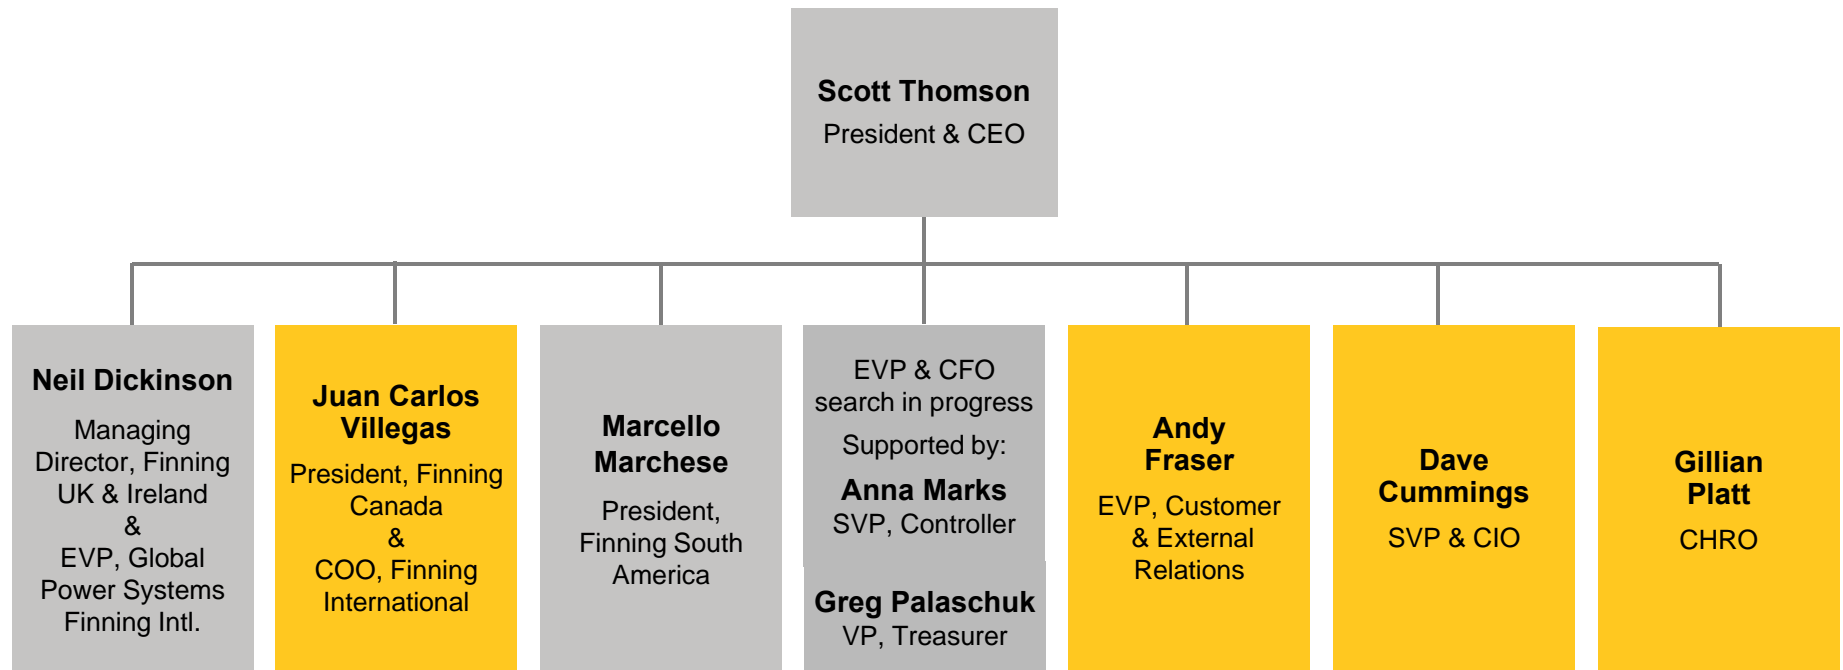 Scott Thomson
President & CEO
Neil Dickinson
Managing
Director, Finning
UK & Ireland
&
EVP, Global
Power Systems
Finning Intl.
Juan Carlos
Villegas
President, Finning
Canada
&
COO, Finning
International
Marcello
Marchese
President,
Finning South
America
EVP & CFO
search in progress
Supported by:
Anna Marks
SVP, Controller
Greg Palaschuk
VP, Treasurer
Andy
Fraser
EVP, Customer
& External
Relations
Dave
Cummings
SVP & CIO
Gillian
Platt
CHRO